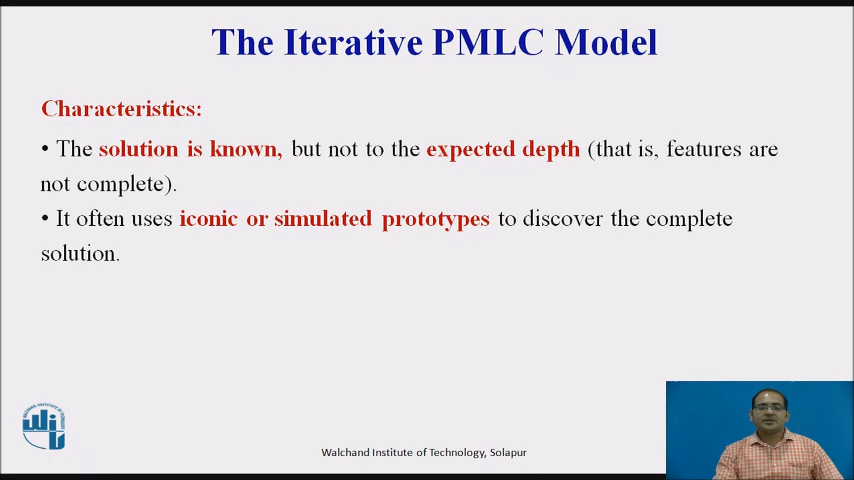 The Iterative PMLC Model
Characteristics:
• The solution is known, but not to the expected depth (that is, features are
not complete).
• It often uses iconic or simulated prototypes to discover the complete
solution.
Walchand Institute of Technology, Solapur